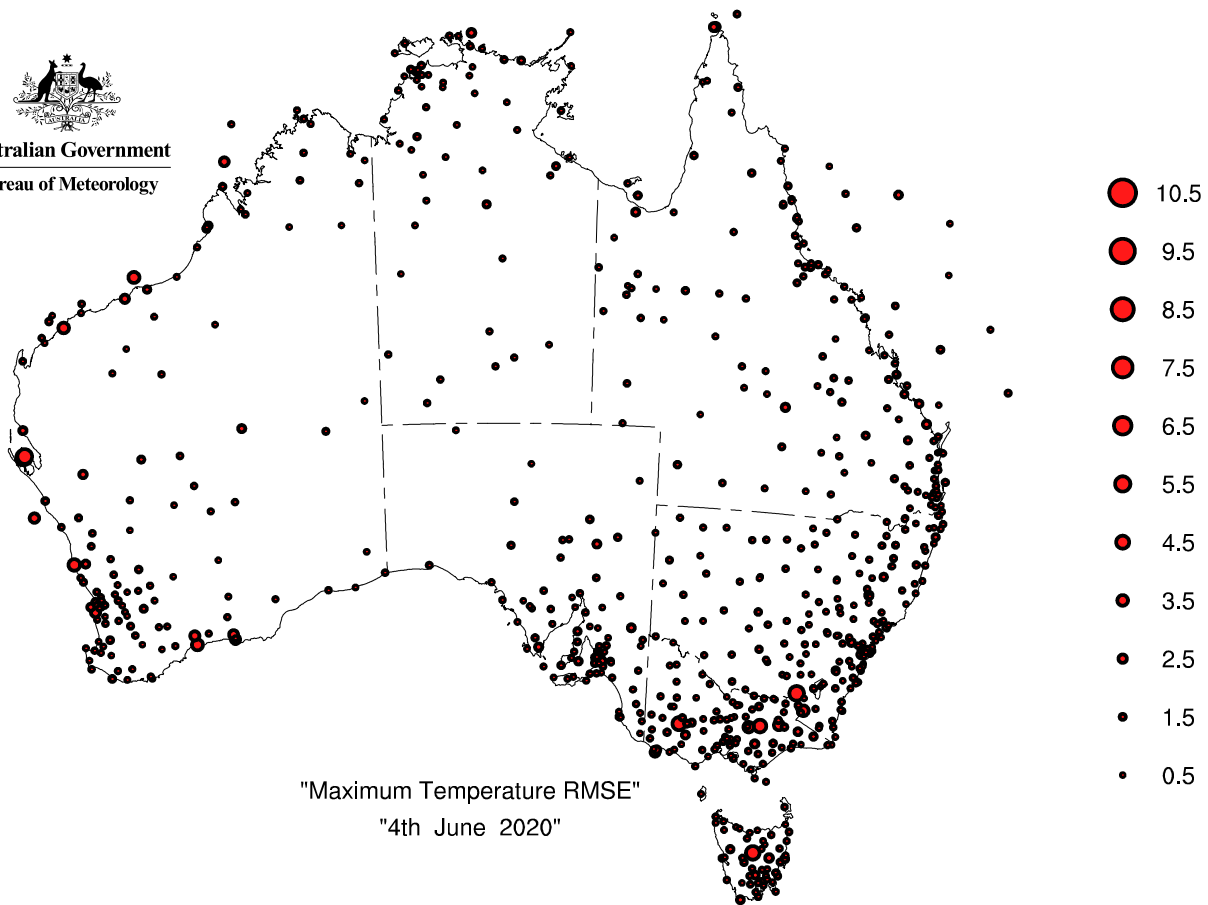 AUSTRALIA
tralian Government
reau of Meteorology
10.5
9.5
8.5
7.5
6.5
5.5
4.5
3.5
2.5
1.5
0.5
"Maximum Temperature RMSE"
"4th June 2020"